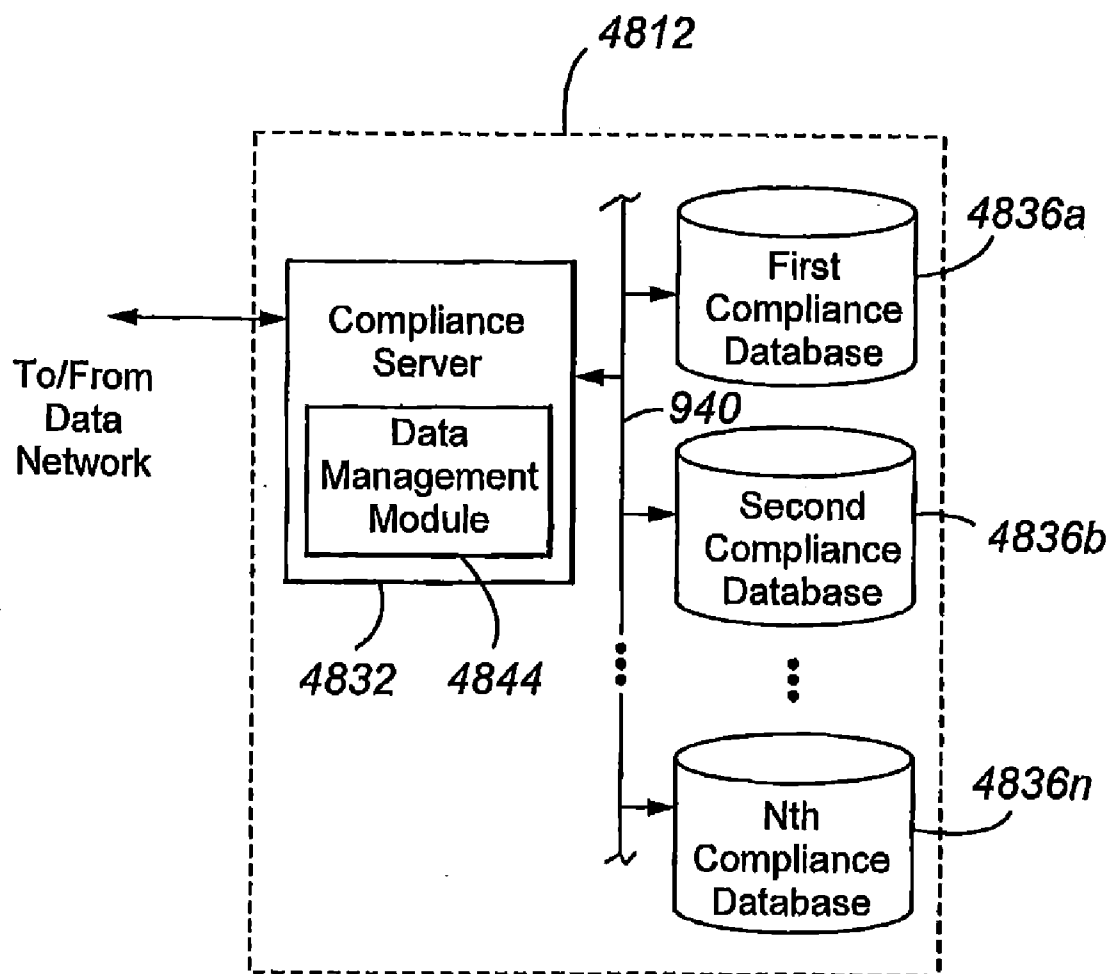 4812
4836a
First
Compliance
Database
Compliance
Server
To/From
Data
Network
940
Data
Management
Module
Second
Compliance
Database
4836b
4832
4844
4836n
Nth
Compliance
Database